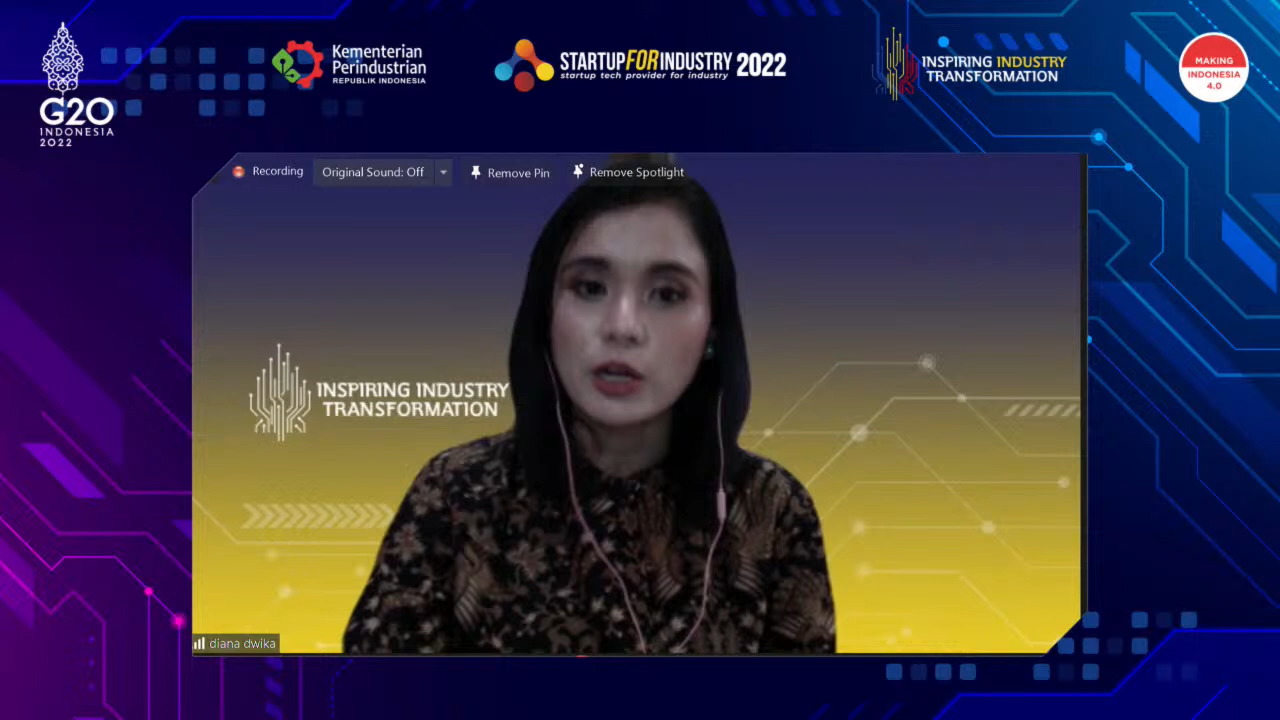 G20
INDONESIA
2022
Kementerian
Perindustrian
REPUBLIK INDONESIA
STARTUPFORINDUSTRY 2022
startup tech provider for industry
INSPIRING INDUSTRY
TRANSFORMATION
MAKING
INDONESIA
4.0
Recording
Original Sound: Off
Remove Pin
Remove Spotlight
INSPIRING INDUSTRY
TRANSFORMATION
diana dwika